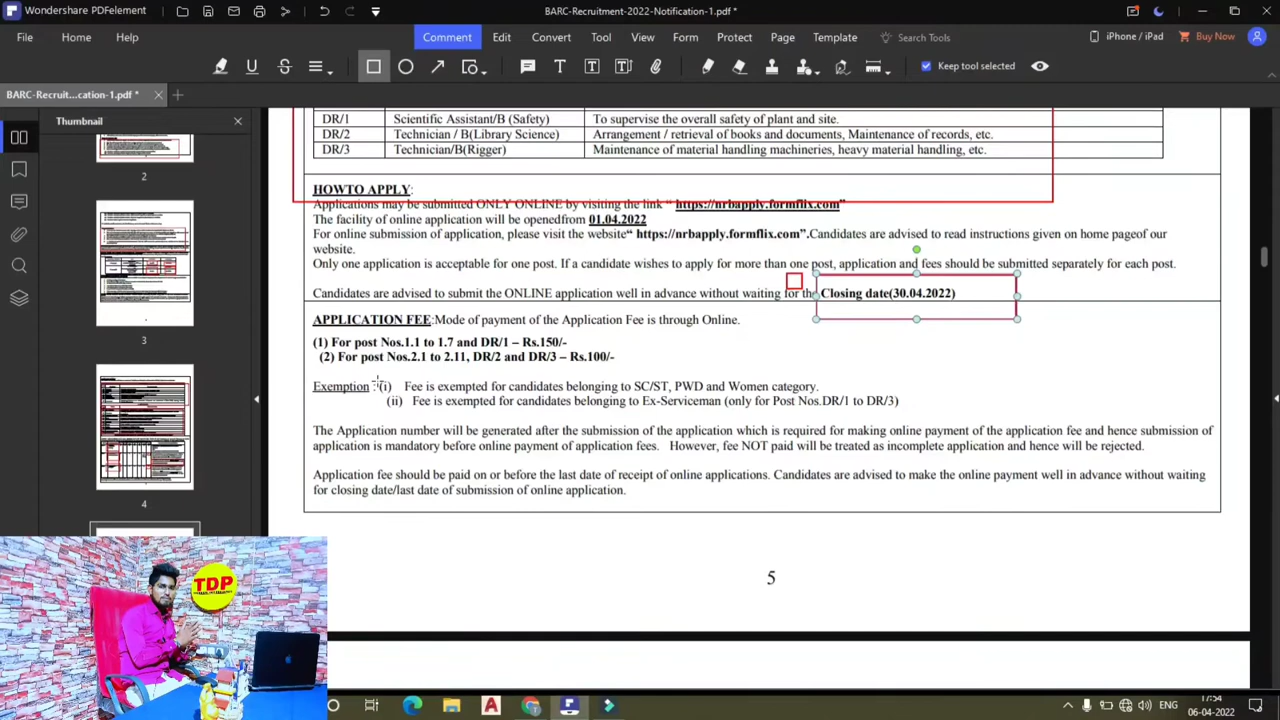 Wondershare PDFelement
BARC-Recruitment-2022-Notification-1.pdf *
File Home Help Comment Edit Convert Tool View Form Protect Page Template Search Tools iPhone / iPad Buy Now
Keep tool selected
BARC-Recruit...cation-1.pdf *
Thumbnail
2
3
4
DR/1 Scientific Assistant/B (Safety) To supervise the overall safety of plant and site.
DR/2 Technician / B(Library Science) Arrangement / retrieval of books and documents, Maintenance of records, etc.
DR/3 Technician/B(Rigger) Maintenance of material handling machineries, heavy material handling, etc.
HOWTO APPLY:
Applications may be submitted ONLY ONLINE by visiting the link “ https://nrbapply.formflix.com”
The facility of online application will be openedfrom 01.04.2022
For online submission of application, please visit the website“ https://nrbapply.formflix.com”.Candidates are advised to read instructions given on home pageof our
website.
Only one application is acceptable for one post. If a candidate wishes to apply for more than one post, application and fees should be submitted separately for each post.
Candidates are advised to submit the ONLINE application well in advance without waiting for the Closing date(30.04.2022)
APPLICATION FEE:Mode of payment of the Application Fee is through Online.
(1) For post Nos.1.1 to 1.7 and DR/1 – Rs.150/-
(2) For post Nos.2.1 to 2.11, DR/2 and DR/3 – Rs.100/-
Exemption :(i) Fee is exempted for candidates belonging to SC/ST, PWD and Women category.
(ii) Fee is exempted for candidates belonging to Ex-Serviceman (only for Post Nos.DR/1 to DR/3)
The Application number will be generated after the submission of the application which is required for making online payment of the application fee and hence submission of
application is mandatory before online payment of application fees. However, fee NOT paid will be treated as incomplete application and hence will be rejected.
Application fee should be paid on or before the last date of receipt of online applications. Candidates are advised to make the online payment well in advance without waiting
for closing date/last date of submission of online application.
5
TDP
ENG
17:54
06-04-2022